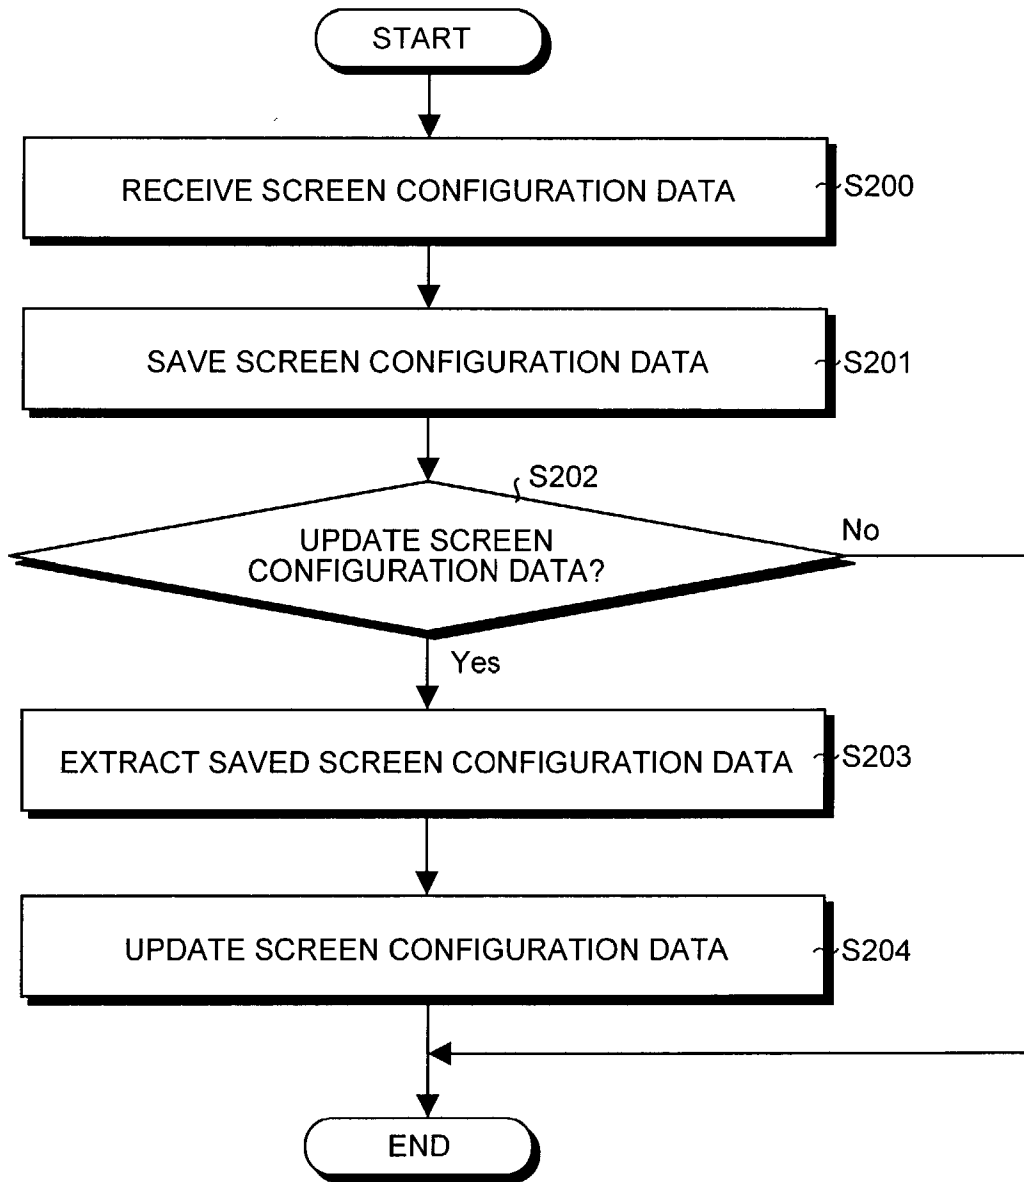 START
RECEIVE SCREEN CONFIGURATION DATA
S200
SAVE SCREEN CONFIGURATION DATA
S201
S202
UPDATE SCREEN
CONFIGURATION DATA?
No
Yes
EXTRACT SAVED SCREEN CONFIGURATION DATA
S203
UPDATE SCREEN CONFIGURATION DATA
S204
END